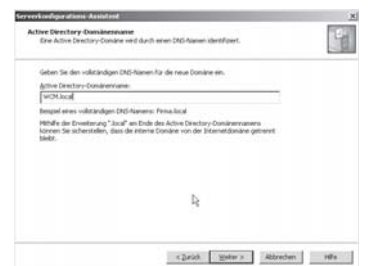 Serverkonfigurations-Assistent
Active Directory-Domänenname
Eine Active Directory-Domäne wird durch einen DNS-Namen identifiziert.
Geben Sie den vollständigen DNS-Namen für die neue Domäne ein.
Active Directory-Domänenname:
WCM.local
Beispiel eines vollständigen DNS-Namens: Firma.local
Mithilfe der Erweiterung ".local" am Ende des Active Directory-Domänennamens
können Sie sicherstellen, dass die interne Domäne von der Internetdomäne getrennt
bleibt.
< Zurück Weiter > Abbrechen Hilfe